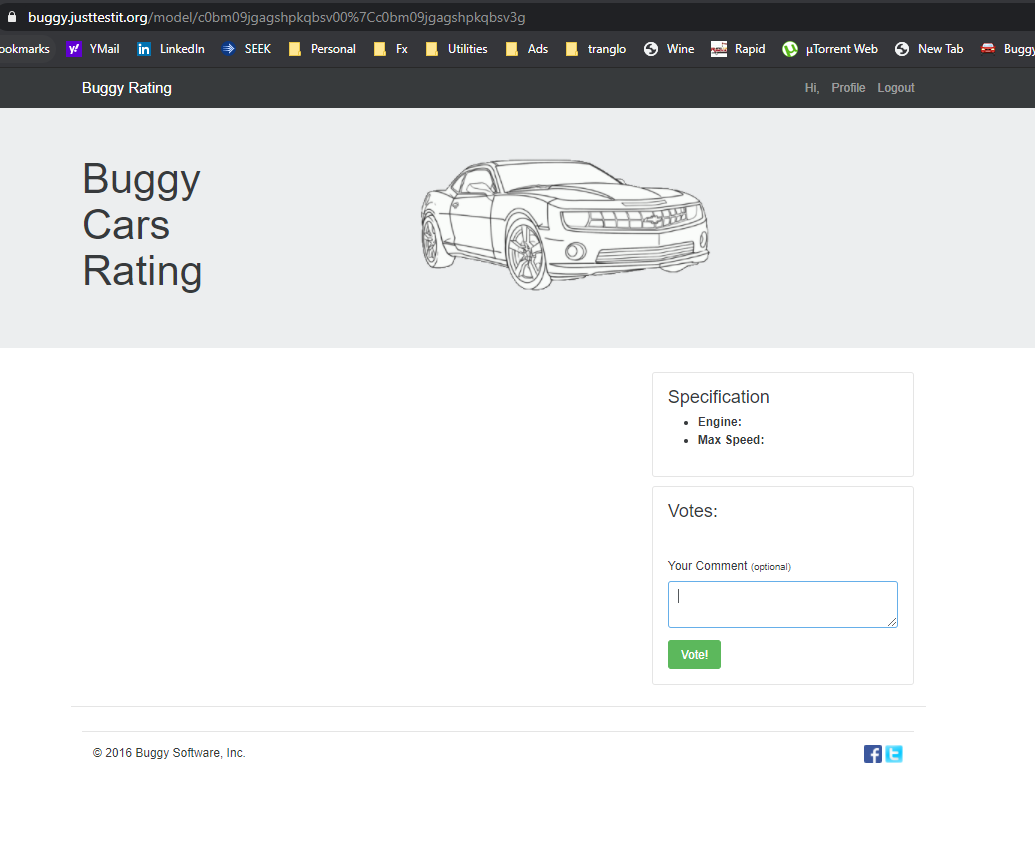 buggy.justtestit.org/model/c0bm09jgagshpkqbsv00%7Cc0bm09jgagshpkqbsv3g
ookmarks YMail LinkedIn SEEK Personal Fx Utilities Ads tranglo Wine Rapid µTorrent Web New Tab Buggy
Buggy Rating Hi, Profile Logout
Buggy
Cars
Rating
Specification
Engine:
Max Speed:
Votes:
Your Comment (optional)
Vote!
© 2016 Buggy Software, Inc.